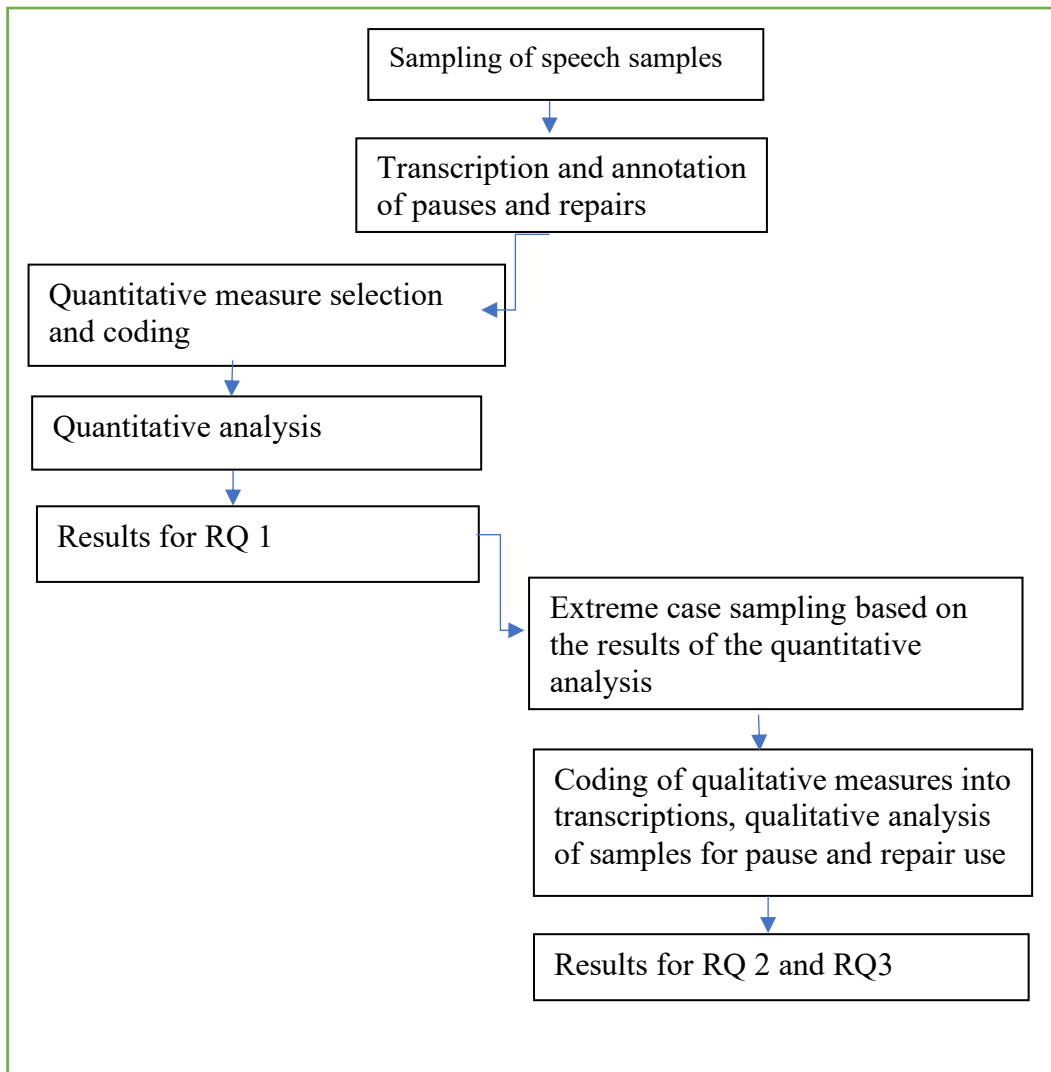 Sampling of speech samples
Transcription and annotation
of pauses and repairs
Quantitative measure selection
and coding
Quantitative analysis
Results for RQ 1
Extreme case sampling based on
the results of the quantitative
analysis
Coding of qualitative measures into
transcriptions, qualitative analysis
of samples for pause and repair use
Results for RQ 2 and RQ3